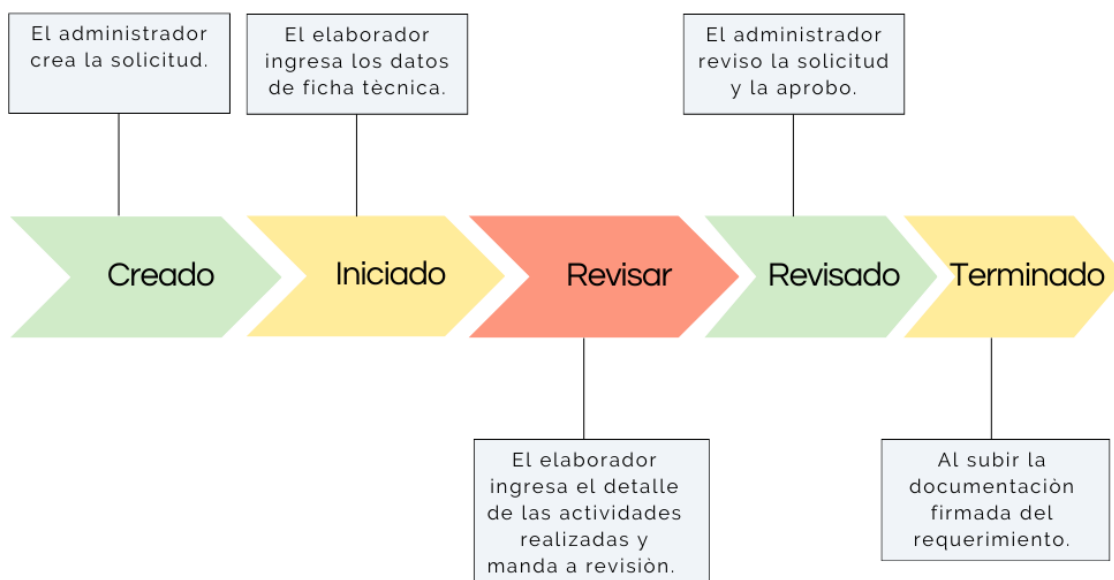 El administrador
crea la solicitud.
El elaborador
ingresa los datos
de ficha tècnica.
El administrador
reviso la solicitud
y la aprobo.
Creado
Iniciado
Revisar
Revisado
Terminado
El elaborador
ingresa el detalle
de las actividades
realizadas y
manda a revisiòn.
Al subir la
documentaciòn
firmada del
requerimiento.